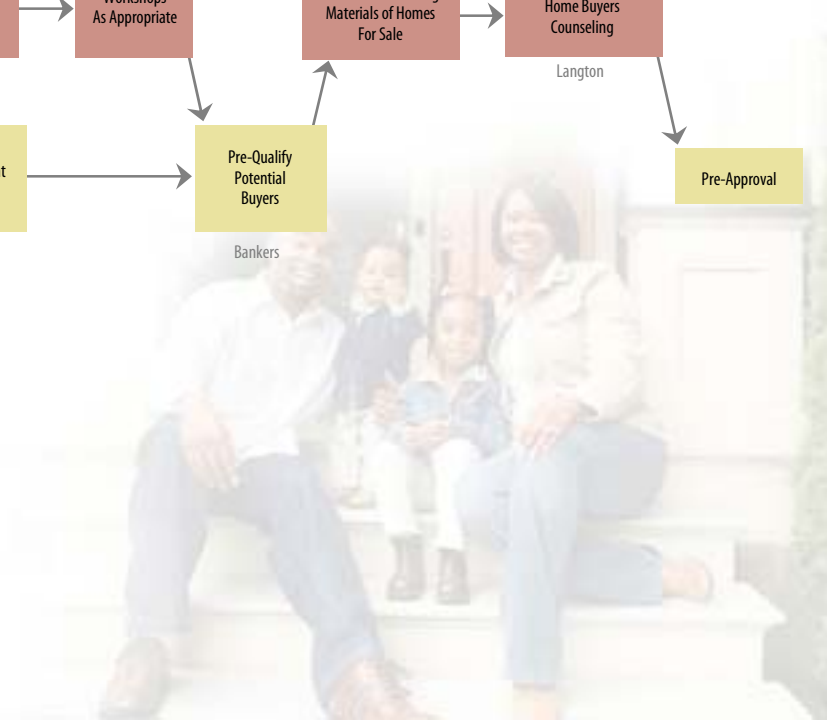 Workshops
As Appropriate
Materials of Homes
For Sale
Home Buyers
Counseling
Langton
Pre-Qualify
Potential
Buyers
Bankers
Pre-Approval